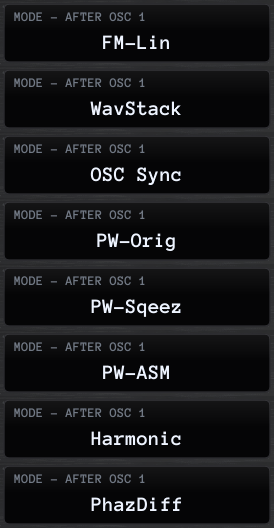 MODE – AFTER OSC 1
FM-Lin
MODE – AFTER OSC 1
WavStack
MODE – AFTER OSC 1
OSC Sync
MODE – AFTER OSC 1
PW-Orig
MODE – AFTER OSC 1
PW-Sqeez
MODE – AFTER OSC 1
PW-ASM
MODE – AFTER OSC 1
Harmonic
MODE – AFTER OSC 1
PhazDiff